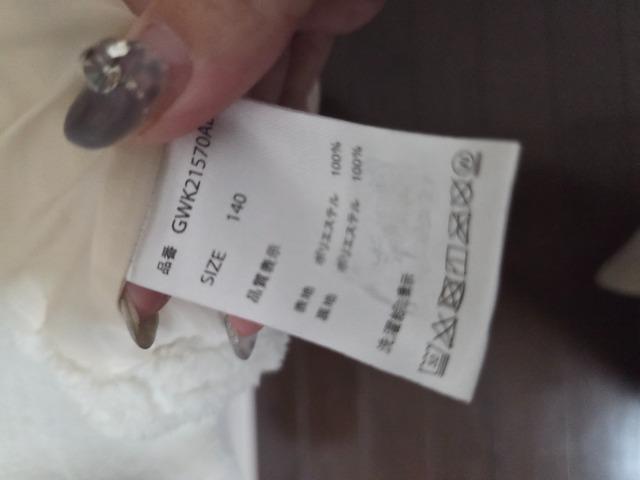 品番 GWK21570A
SIZE 140
品質表示
表地 ポリエステル 100%
裏地 ポリエステル 100%
洗濯絵表示